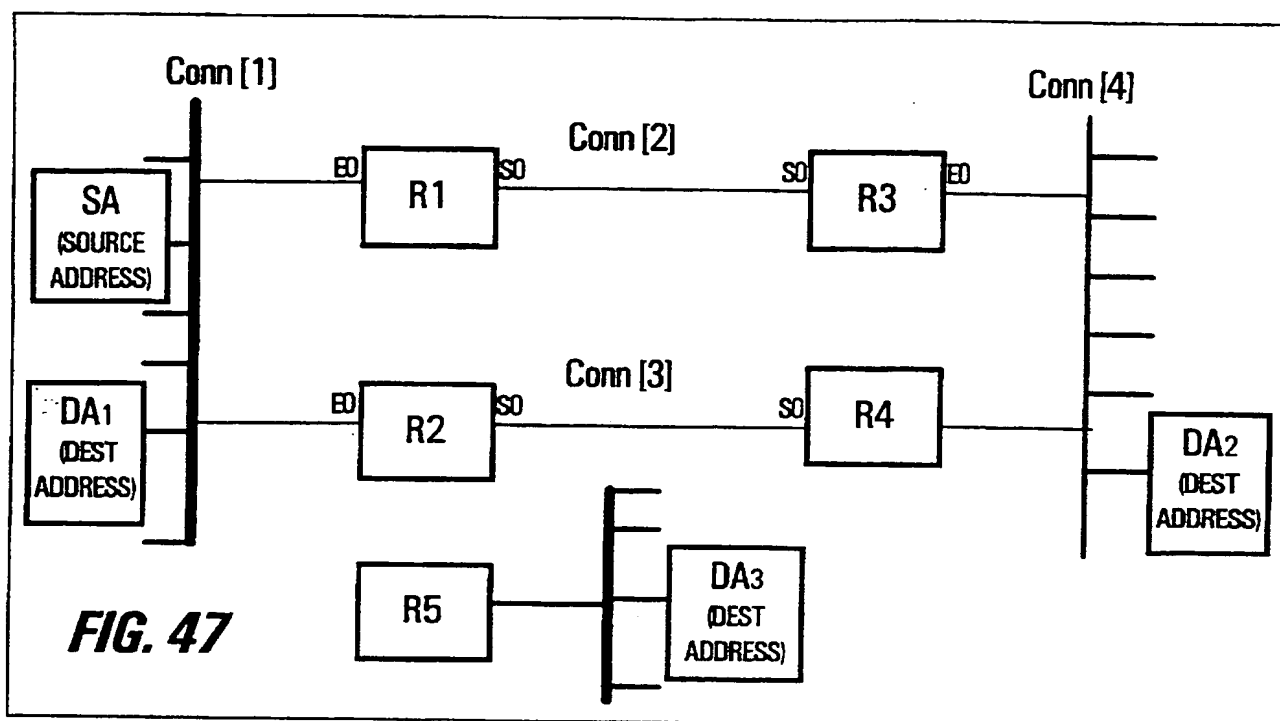 Conn [1]
Conn [4]
Conn [2]
E0
R1
S0
S0
R3
E0
SA
(SOURCE
ADDRESS)
Conn [3]
E0
R2
S0
S0
R4
DA1
(DEST
ADDRESS)
DA2
(DEST
ADDRESS)
R5
DA3
(DEST
ADDRESS)
FIG. 47